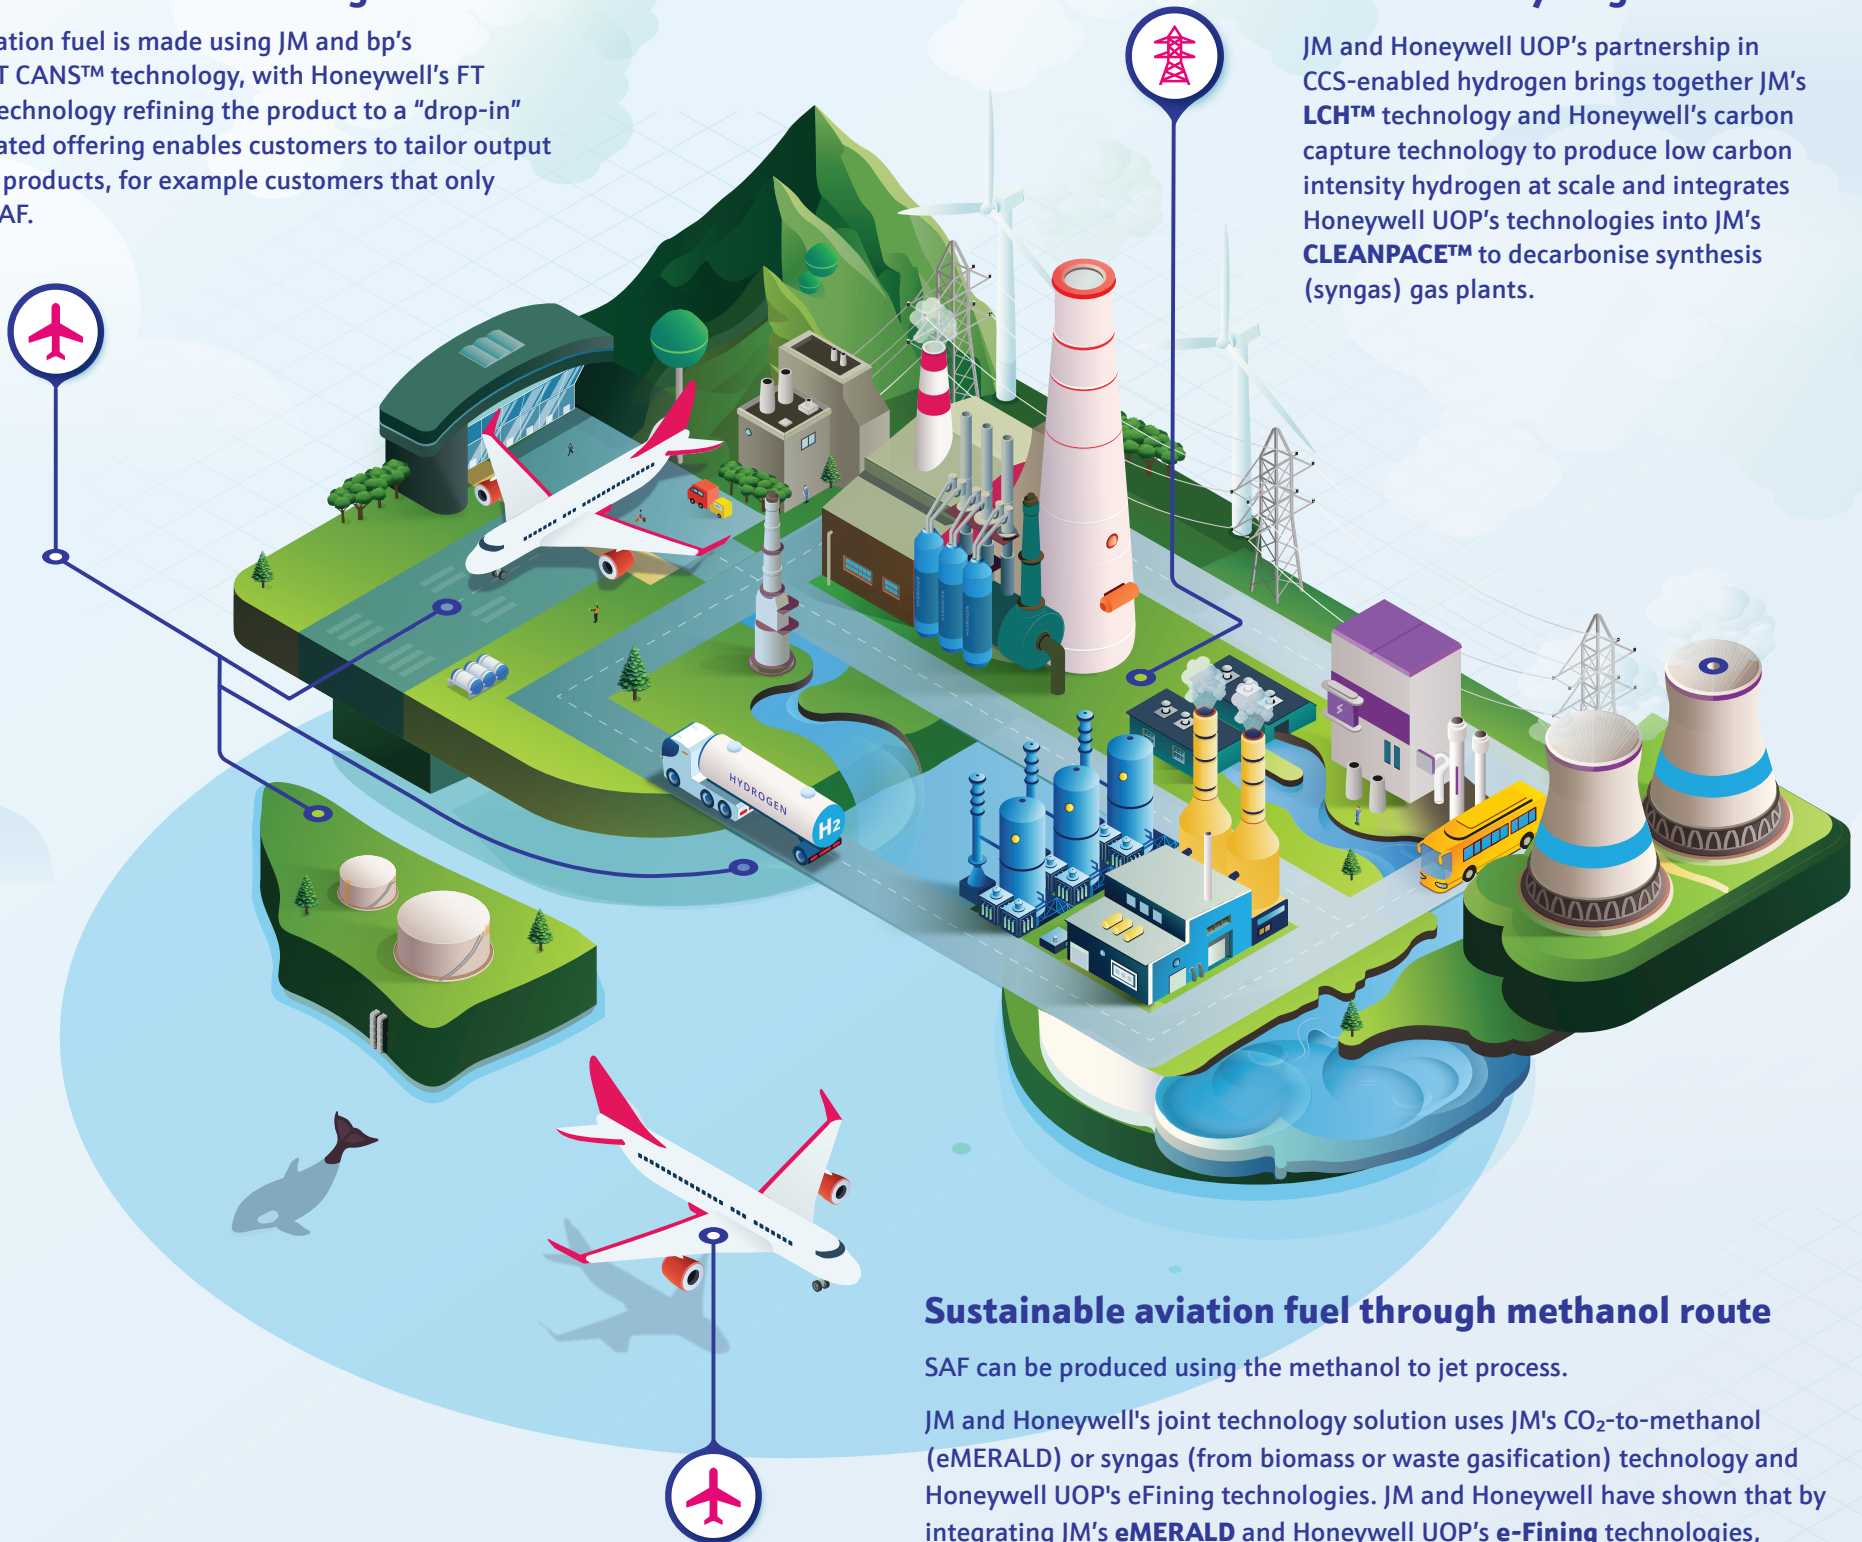 ation fuel is made using JM and bp's
T CANS™ technology, with Honeywell's FT
echnology refining the product to a "drop-in"
ated offering enables customers to tailor output
products, for example customers that only
AF.
JM and Honeywell UOP's partnership in
CCS-enabled hydrogen brings together JM's
LCH™ technology and Honeywell's carbon
capture technology to produce low carbon
intensity hydrogen at scale and integrates
Honeywell UOP's technologies into JM's
CLEANPACE™ to decarbonise synthesis
(syngas) gas plants.
HYDROGEN
HYDROGEN
HYDROGEN
HYDROGEN
H2
Sustainable aviation fuel through methanol route
SAF can be produced using the methanol to jet process.
JM and Honeywell's joint technology solution uses JM's CO₂-to-methanol
(eMERALD) or syngas (from biomass or waste gasification) technology and
Honeywell UOP's eFining technologies. JM and Honeywell have shown that by
integrating JM's eMERALD and Honeywell UOP's e-Fining technologies,